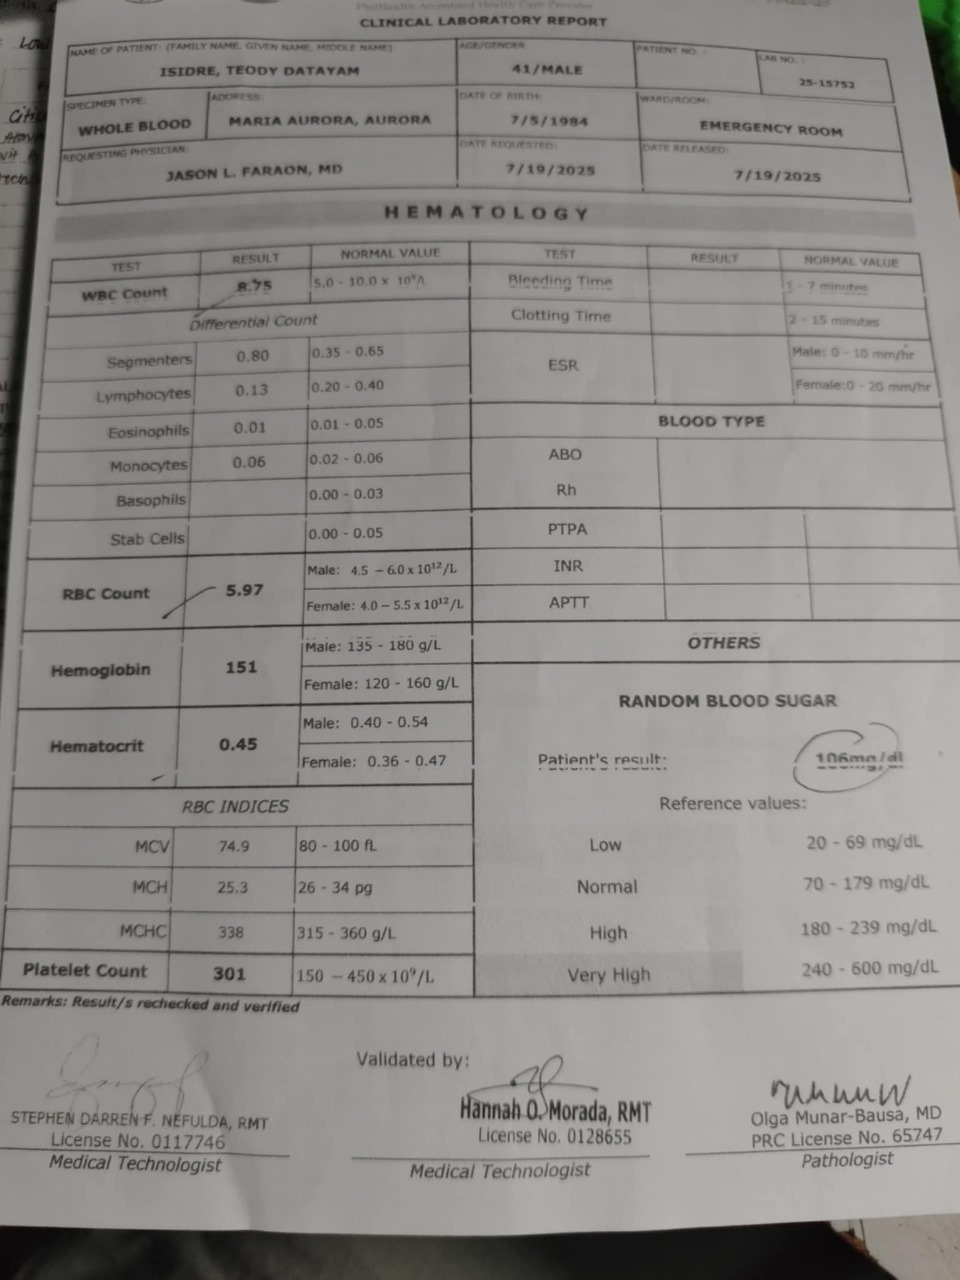 PhilHealth Accredited Health Care Provider
CLINICAL LABORATORY REPORT
NAME OF PATIENT: (FAMILY NAME, GIVEN NAME, MIDDLE NAME)
ISIDRE, TEODY DATAYAM
AGE/GENDER
41/MALE
PATIENT NO. :
LAB NO. :
25-15752
SPECIMEN TYPE:
WHOLE BLOOD
ADDRESS:
MARIA AURORA, AURORA
DATE OF BIRTH:
7/5/1984
WARD/ROOM:
EMERGENCY ROOM
REQUESTING PHYSICIAN:
JASON L. FARAON, MD
DATE REQUESTED:
7/19/2025
DATE RELEASED:
7/19/2025
HEMATOLOGY
TEST RESULT NORMAL VALUE
WBC Count 8.75 5.0 - 10.0 x 10⁹/l
Differential Count
Segmenters 0.80 0.35 - 0.65
Lymphocytes 0.13 0.20 - 0.40
Eosinophils 0.01 0.01 - 0.05
Monocytes 0.06 0.02 - 0.06
Basophils 0.00 - 0.03
Stab Cells 0.00 - 0.05
RBC Count 5.97 Male: 4.5 – 6.0 x 10¹²/L
Female: 4.0 – 5.5 x 10¹²/L
Hemoglobin 151 Male: 135 - 180 g/L
Female: 120 - 160 g/L
Hematocrit 0.45 Male: 0.40 - 0.54
Female: 0.36 - 0.47
RBC INDICES
MCV 74.9 80 - 100 fL
MCH 25.3 26 - 34 pg
MCHC 338 315 - 360 g/L
Platelet Count 301 150 – 450 x 10⁹/L
TEST RESULT NORMAL VALUE
Bleeding Time 1 - 7 minutes
Clotting Time 2 - 15 minutes
ESR Male: 0 - 10 mm/hr
Female:0 - 20 mm/hr
BLOOD TYPE
ABO
Rh
PTPA
INR
APTT
OTHERS
RANDOM BLOOD SUGAR
Patient's result: 106mg/dl
Reference values:
Low 20 - 69 mg/dL
Normal 70 - 179 mg/dL
High 180 - 239 mg/dL
Very High 240 - 600 mg/dL
Remarks: Result/s rechecked and verified
STEPHEN DARREN F. NEFULDA, RMT
License No. 0117746
Medical Technologist
Validated by:
Hannah O. Morada, RMT
License No. 0128655
Medical Technologist
Olga Munar-Bausa, MD
PRC License No. 65747
Pathologist